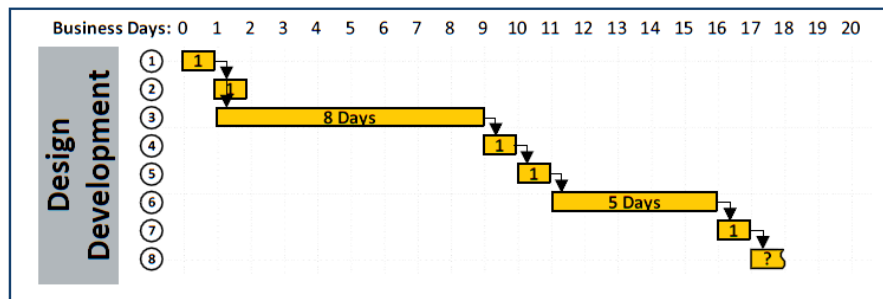 Business Days: 0 1 2 3 4 5 6 7 8 9 10 11 12 13 14 15 16 17 18 19 20
Design Development
1 1
2 1
3 8 Days
4 1
5 1
6 5 Days
7 1
8 ?